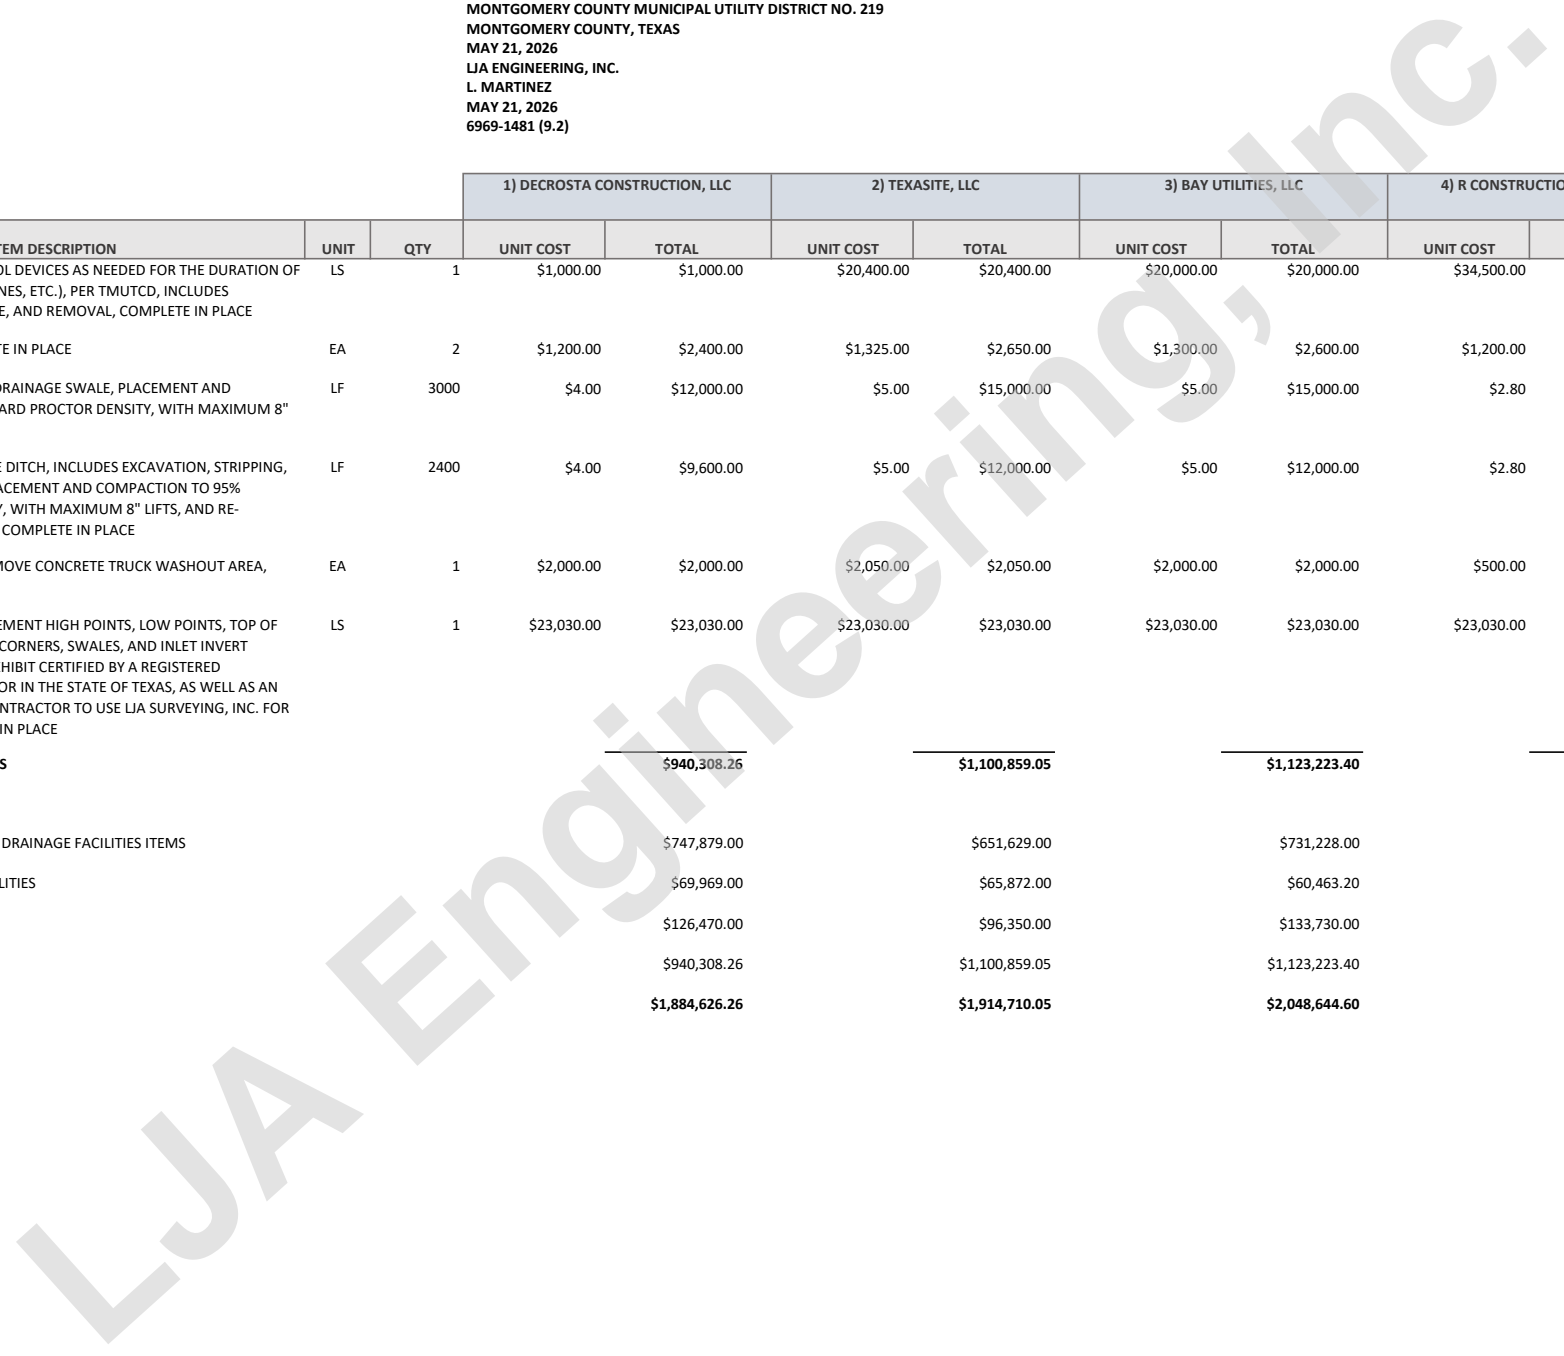 MONTGOMERY COUNTY MUNICIPAL UTILITY DISTRICT NO. 219
MONTGOMERY COUNTY, TEXAS
MAY 21, 2026
LJA ENGINEERING, INC.
L. MARTINEZ
MAY 21, 2026
6969-1481 (9.2)
1) DECROSTA CONSTRUCTION, LLC 2) TEXASITE, LLC 3) BAY UTILITIES, LLC 4) R CONSTRUCTIO
TEM DESCRIPTION UNIT QTY UNIT COST TOTAL UNIT COST TOTAL UNIT COST TOTAL UNIT COST
OL DEVICES AS NEEDED FOR THE DURATION OF LS 1 $1,000.00 $1,000.00 $20,400.00 $20,400.00 $20,000.00 $20,000.00 $34,500.00
NES, ETC.), PER TMUTCD, INCLUDES
E, AND REMOVAL, COMPLETE IN PLACE
TE IN PLACE EA 2 $1,200.00 $2,400.00 $1,325.00 $2,650.00 $1,300.00 $2,600.00 $1,200.00
DRAINAGE SWALE, PLACEMENT AND LF 3000 $4.00 $12,000.00 $5.00 $15,000.00 $5.00 $15,000.00 $2.80
ARD PROCTOR DENSITY, WITH MAXIMUM 8"
E DITCH, INCLUDES EXCAVATION, STRIPPING, LF 2400 $4.00 $9,600.00 $5.00 $12,000.00 $5.00 $12,000.00 $2.80
ACEMENT AND COMPACTION TO 95%
Y, WITH MAXIMUM 8" LIFTS, AND RE-
COMPLETE IN PLACE
MOVE CONCRETE TRUCK WASHOUT AREA, EA 1 $2,000.00 $2,000.00 $2,050.00 $2,050.00 $2,000.00 $2,000.00 $500.00
EMENT HIGH POINTS, LOW POINTS, TOP OF LS 1 $23,030.00 $23,030.00 $23,030.00 $23,030.00 $23,030.00 $23,030.00 $23,030.00
CORNERS, SWALES, AND INLET INVERT
XHIBIT CERTIFIED BY A REGISTERED
OR IN THE STATE OF TEXAS, AS WELL AS AN
NTRACTOR TO USE LJA SURVEYING, INC. FOR
IN PLACE
S $940,308.26 $1,100,859.05 $1,123,223.40
DRAINAGE FACILITIES ITEMS $747,879.00 $651,629.00 $731,228.00
LITIES $69,969.00 $65,872.00 $60,463.20
$126,470.00 $96,350.00 $133,730.00
$940,308.26 $1,100,859.05 $1,123,223.40
$1,884,626.26 $1,914,710.05 $2,048,644.60
LJA Engineering, Inc.